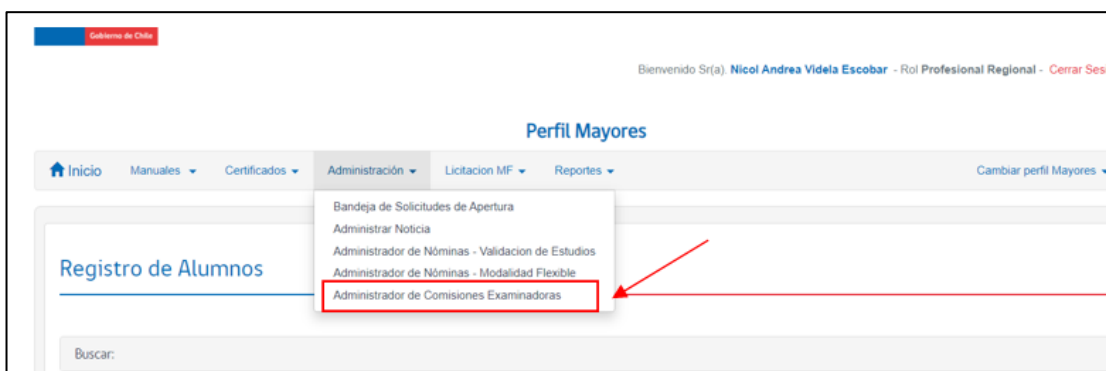 Gobierno de Chile
Bienvenido Sr(a). Nicol Andrea Videla Escobar - Rol Profesional Regional - Cerrar Ses
Perfil Mayores
Inicio Manuales Certificados Administración Licitacion MF Reportes Cambiar perfil Mayores
Bandeja de Solicitudes de Apertura
Administrar Noticia
Administrador de Nóminas - Validacion de Estudios
Registro de Alumnos
Administrador de Nóminas - Modalidad Flexible
Administrador de Comisiones Examinadoras
Buscar: